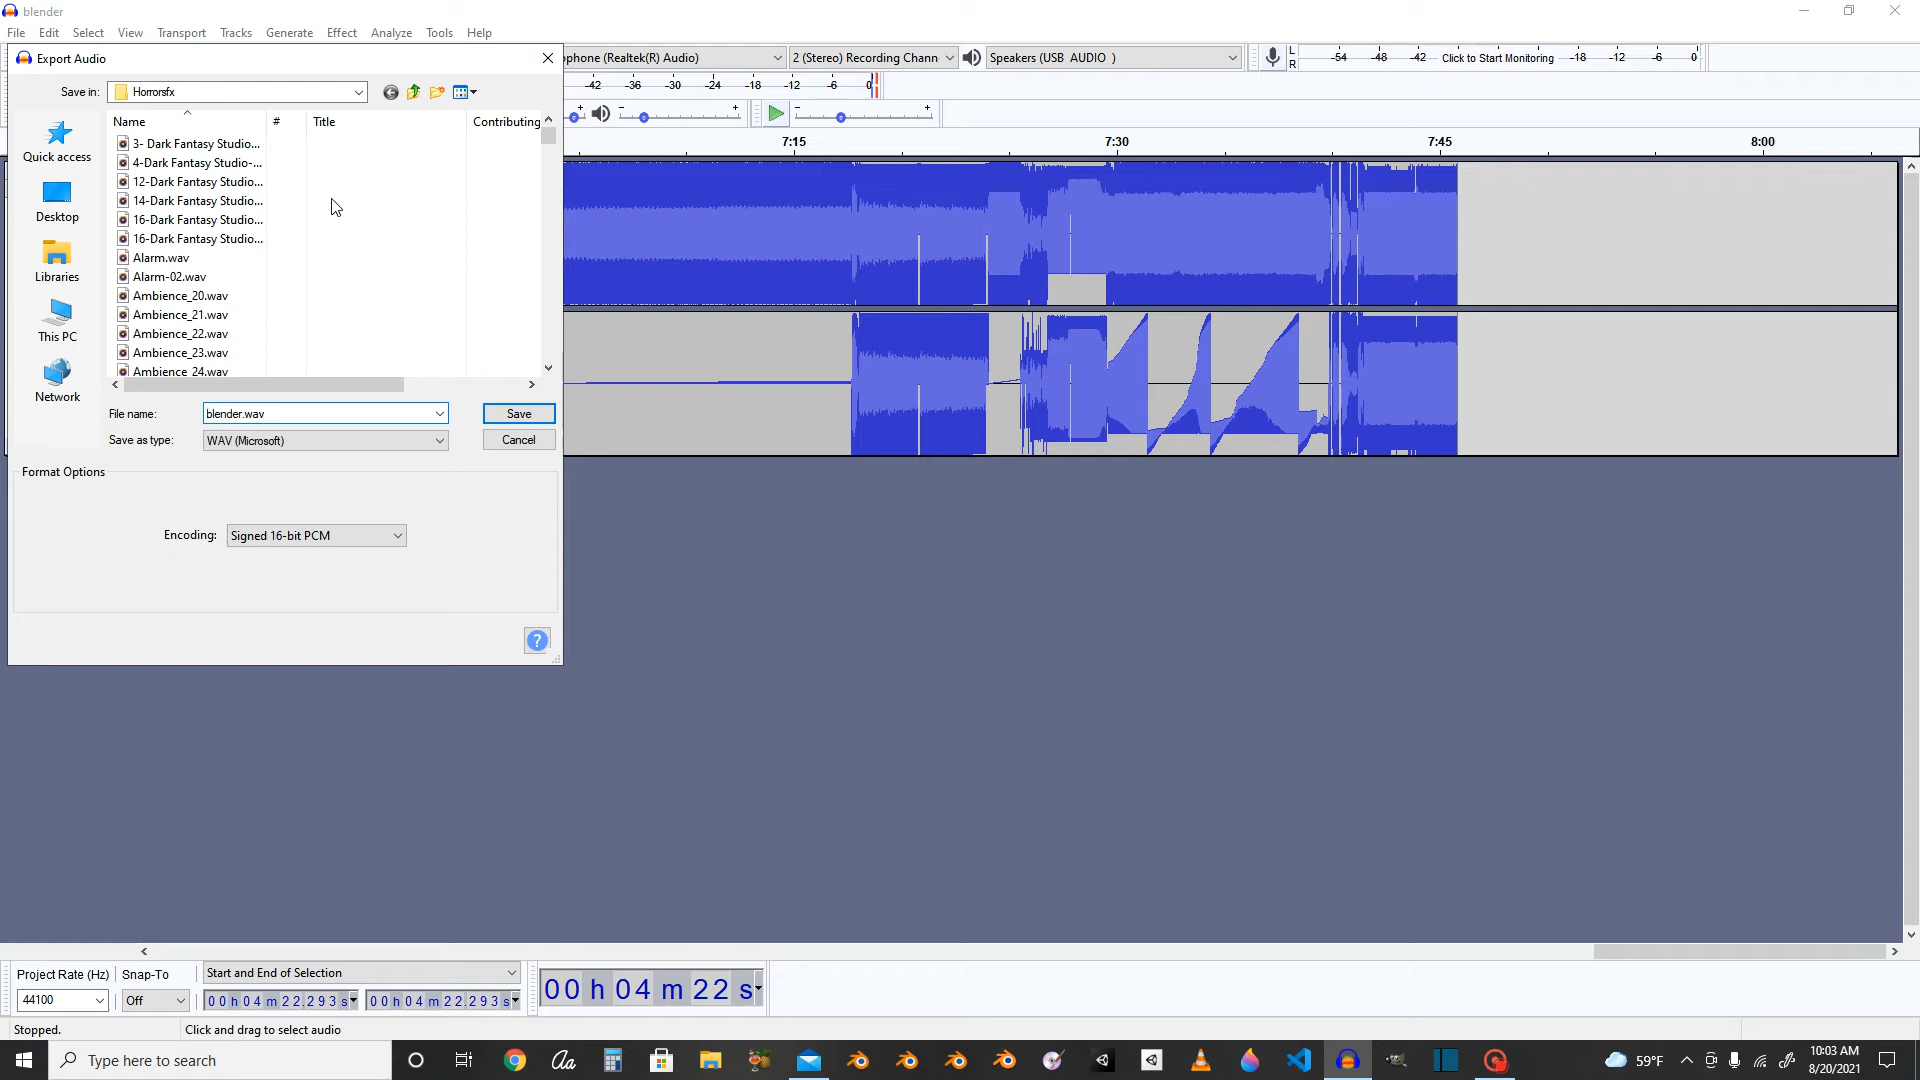 blender
File Edit Select View Transport Tracks Generate Effect Analyze Tools Help
Export Audio
phone (Realtek(R) Audio) 2 (Stereo) Recording Chann Speakers (USB AUDIO ) L R -54 -48 -42 Click to Start Monitoring -18 -12 -6 0
Save in: Horrorsfx
-42 -36 -30 -24 -18 -12 -6 0
- + - +
Name # Title Contributing
7:15 7:30 7:45 8:00
3- Dark Fantasy Studio...
4-Dark Fantasy Studio-...
12-Dark Fantasy Studio...
14-Dark Fantasy Studio...
16-Dark Fantasy Studio...
16-Dark Fantasy Studio...
Alarm.wav
Alarm-02.wav
Ambience_20.wav
Ambience_21.wav
Ambience_22.wav
Ambience_23.wav
Ambience_24.wav
Quick access
Desktop
Libraries
This PC
Network
File name: blender.wav Save
Save as type: WAV (Microsoft) Cancel
Format Options
Encoding: Signed 16-bit PCM
?
Project Rate (Hz) Snap-To Start and End of Selection
44100 Off 00h04m22.293s 00h04m22.293s 00 h 04 m 22 s
Stopped. Click and drag to select audio
Type here to search Aa 59°F 10:03 AM
8/20/2021